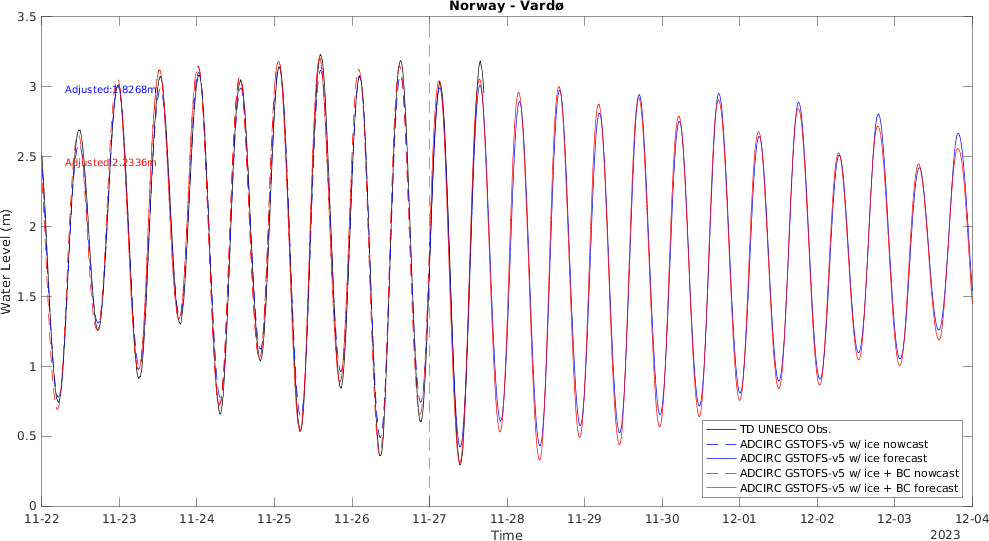 Norway - Vardø
3.5
3
2.5
2
1.5
1
0.5
0
Water Level (m)
Adjusted:1.8268m
Adjusted:2.2336m
TD UNESCO Obs.
ADCIRC GSTOFS-v5 w/ ice nowcast
ADCIRC GSTOFS-v5 w/ ice forecast
ADCIRC GSTOFS-v5 w/ ice + BC nowcast
ADCIRC GSTOFS-v5 w/ ice + BC forecast
11-22 11-23 11-24 11-25 11-26 11-27 11-28 11-29 11-30 12-01 12-02 12-03 12-04
Time
2023